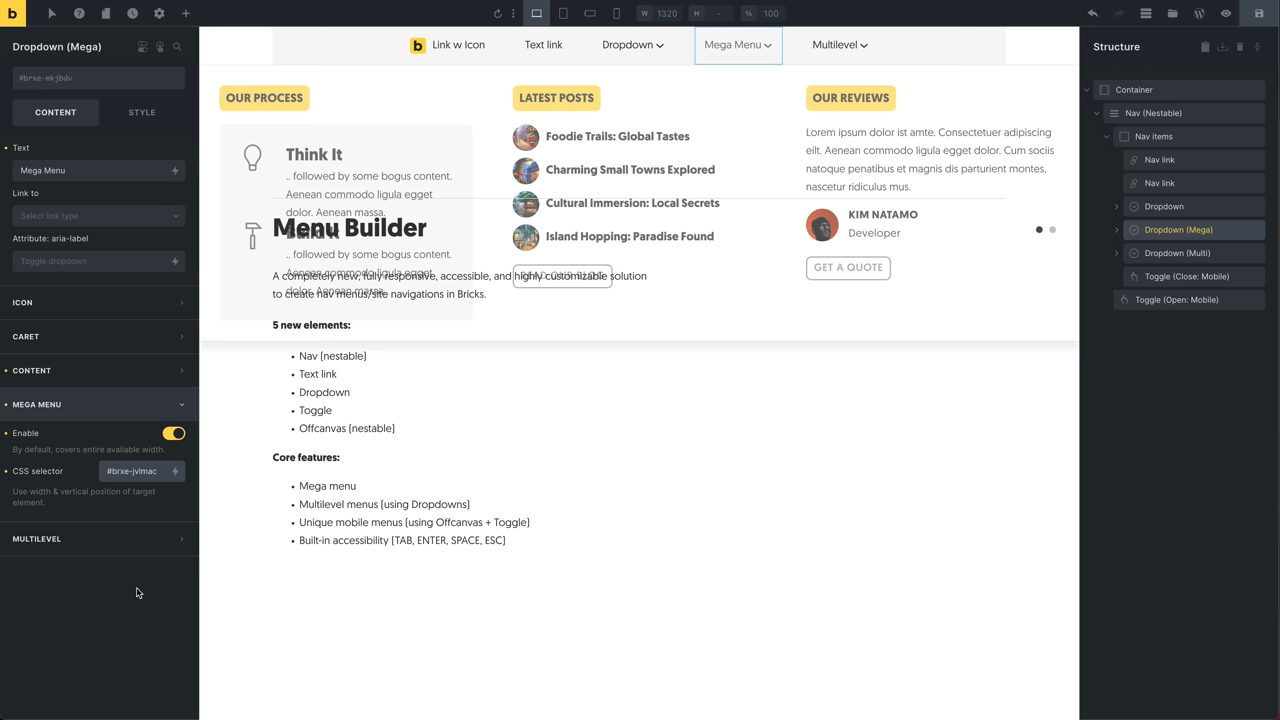 b
W 1320 H - % 100
Dropdown (Mega)
#brxe-mkjbdv
CONTENT STYLE
Text
Mega Menu
Link to
Select link type
Attribute: aria-label
Toggle dropdown
ICON
CARET
CONTENT
MEGA MENU
Enable
By default, covers entire available width.
CSS selector #brxe-jvlmac
Use width & vertical position of target
element.
MULTILEVEL
b Link w Icon Text link Dropdown Mega Menu Multilevel
OUR PROCESS
Think It
.. followed by some bogus content.
Aenean commodo ligula egget
dolor. Aenean massa.
Build It
.. followed by some bogus content.
Aenean commodo ligula egget
dolor. Aenean massa.
LATEST POSTS
Foodie Trails: Global Tastes
Charming Small Towns Explored
Cultural Immersion: Local Secrets
Island Hopping: Paradise Found
OUR REVIEWS
Lorem ipsum dolor ist amte. Consectetuer adipiscing
eilt. Aenean commodo ligula egget dolor. Cum sociis
natoque penatibus et magnis dis parturient montes,
nascetur ridiculus mus.
KIM NATAMO
Developer
GET A QUOTE
Menu Builder
A completely new, fully responsive, accessible, and highly customizable solution
to create nav menus/site navigations in Bricks.
5 new elements:
• Nav (nestable)
• Text link
• Dropdown
• Toggle
• Offcanvas (nestable)
Core features:
• Mega menu
• Multilevel menus (using Dropdowns)
• Unique mobile menus (using Offcanvas + Toggle)
• Built-in accessibility (TAB, ENTER, SPACE, ESC)
Structure
Container
Nav (Nestable)
Nav items
Nav link
Nav link
Dropdown
Dropdown (Mega)
Dropdown (Multi)
Toggle (Close: Mobile)
Toggle (Open: Mobile)